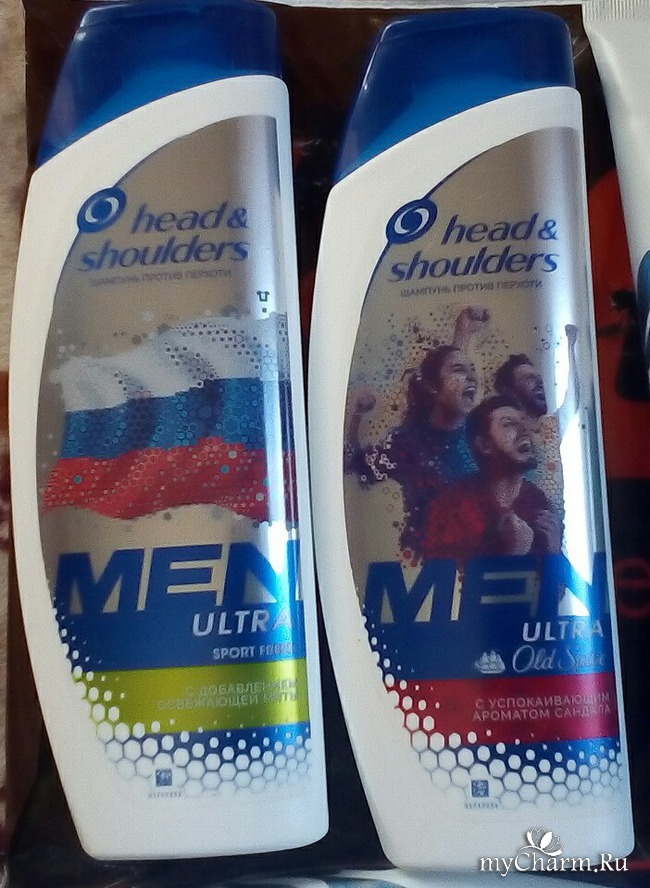 head &
shoulders
ШАМПУНЬ ПРОТИВ ПЕРХОТИ
MEN
ULTRA
SPORT FRESH
С ДОБАВЛЕНИЕМ
ОСВЕЖАЮЩЕЙ МЯТЫ
head &
shoulders
ШАМПУНЬ ПРОТИВ ПЕРХОТИ
MEN
ULTRA
Old Spice
С УСПОКАИВАЮЩИМ
АРОМАТОМ САНДАЛА
myCharm.Ru